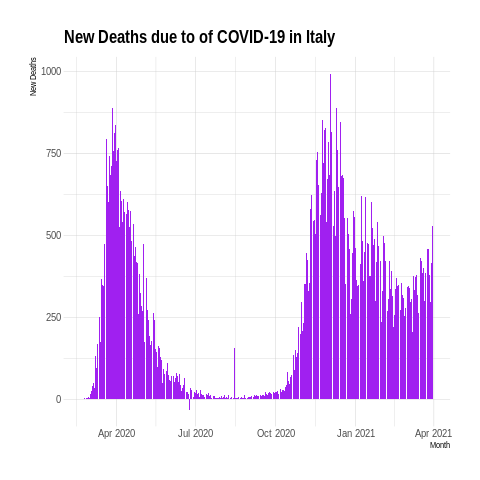 New Deaths due to of COVID-19 in Italy
New Deaths
1000
750
500
250
0
Apr 2020 Jul 2020 Oct 2020 Jan 2021 Apr 2021
Month